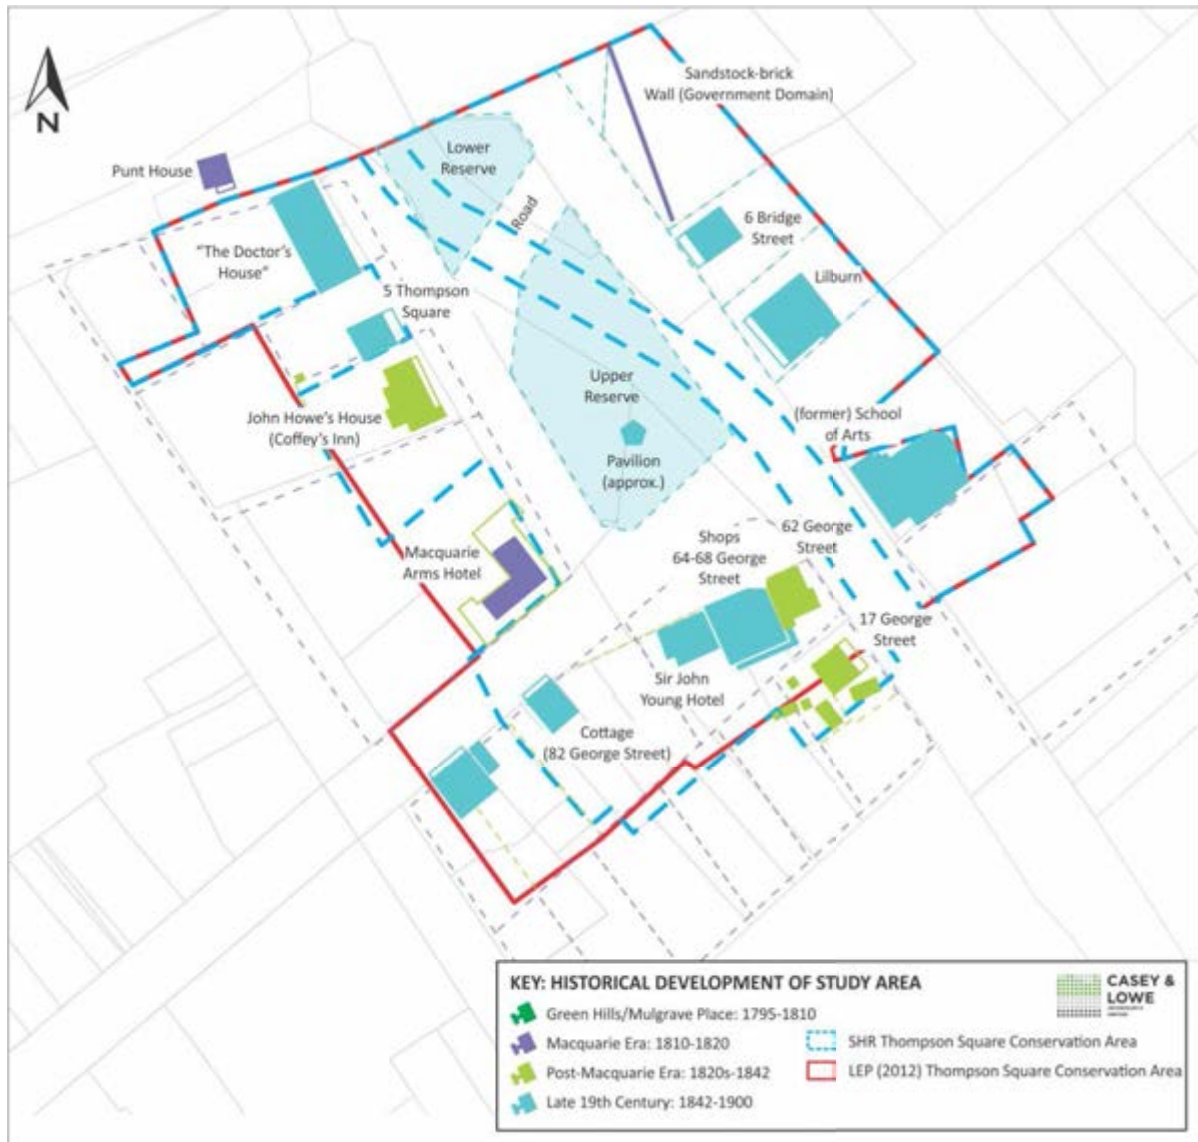 N
Sandstock-brick
Wall (Government Domain)
Lower
Reserve
Punt House
Road
6 Bridge
Street
"The Doctor's
House"
Lilburn
5 Thompson
Square
Upper
Reserve
John Howe's House
(Coffey's Inn)
(former) School
of Arts
Pavilion
(approx.)
Macquarie
Arms Hotel
Shops
64-68 George
Street
62 George
Street
17 George
Street
Sir John
Young Hotel
Cottage
(82 George Street)
KEY: HISTORICAL DEVELOPMENT OF STUDY AREA
Green Hills/Mulgrave Place: 1795-1810
Macquarie Era: 1810-1820
Post-Macquarie Era: 1820s-1842
Late 19th Century: 1842-1900
SHR Thompson Square Conservation Area
LEP (2012) Thompson Square Conservation Area
CASEY &
LOWE